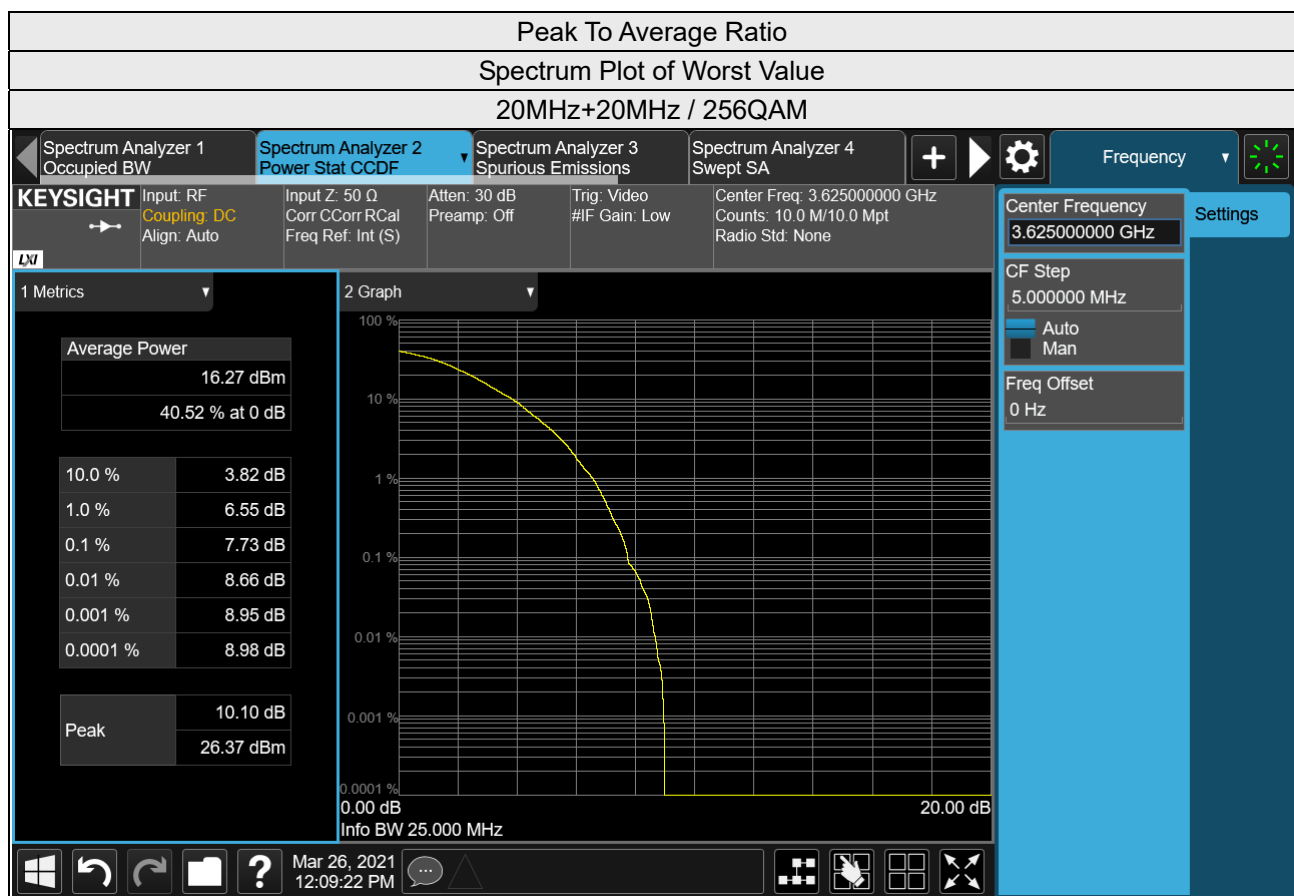 Peak To Average Ratio
Spectrum Plot of Worst Value
20MHz+20MHz / 256QAM
Spectrum Analyzer 1
Occupied BW
Spectrum Analyzer 2
Power Stat CCDF
Spectrum Analyzer 3
Spurious Emissions
Spectrum Analyzer 4
Swept SA
+
Frequency
KEYSIGHT
LXI
Input: RF
Coupling: DC
Align: Auto
Input Z: 50 Ω
Corr CCorr RCal
Freq Ref: Int (S)
Atten: 30 dB
Preamp: Off
Trig: Video
#IF Gain: Low
Center Freq: 3.625000000 GHz
Counts: 10.0 M/10.0 Mpt
Radio Std: None
Center Frequency
3.625000000 GHz
Settings
CF Step
5.000000 MHz
Auto
Man
Freq Offset
0 Hz
1 Metrics
Average Power
16.27 dBm
40.52 % at 0 dB
10.0 % 3.82 dB
1.0 % 6.55 dB
0.1 % 7.73 dB
0.01 % 8.66 dB
0.001 % 8.95 dB
0.0001 % 8.98 dB
Peak
10.10 dB
26.37 dBm
2 Graph
100 %
10 %
1 %
0.1 %
0.01 %
0.001 %
0.0001 %
0.00 dB 20.00 dB
Info BW 25.000 MHz
?
Mar 26, 2021
12:09:22 PM